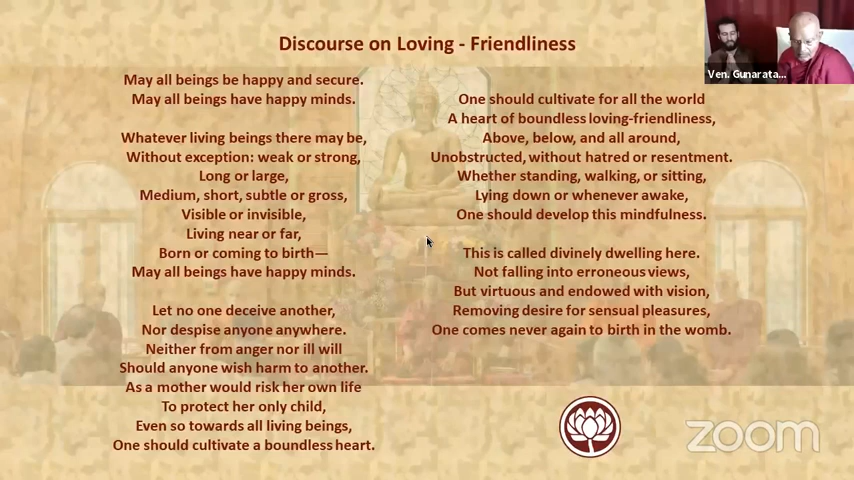 Discourse on Loving - Friendliness
May all beings be happy and secure.
May all beings have happy minds.
Whatever living beings there may be,
Without exception: weak or strong,
Long or large,
Medium, short, subtle or gross,
Visible or invisible,
Living near or far,
Born or coming to birth—
May all beings have happy minds.
Let no one deceive another,
Nor despise anyone anywhere.
Neither from anger nor ill will
Should anyone wish harm to another.
As a mother would risk her own life
To protect her only child,
Even so towards all living beings,
One should cultivate a boundless heart.
One should cultivate for all the world
A heart of boundless loving-friendliness,
Above, below, and all around,
Unobstructed, without hatred or resentment.
Whether standing, walking, or sitting,
Lying down or whenever awake,
One should develop this mindfulness.
This is called divinely dwelling here.
Not falling into erroneous views,
But virtuous and endowed with vision,
Removing desire for sensual pleasures,
One comes never again to birth in the womb.
Ven. Gunarata...
zoom